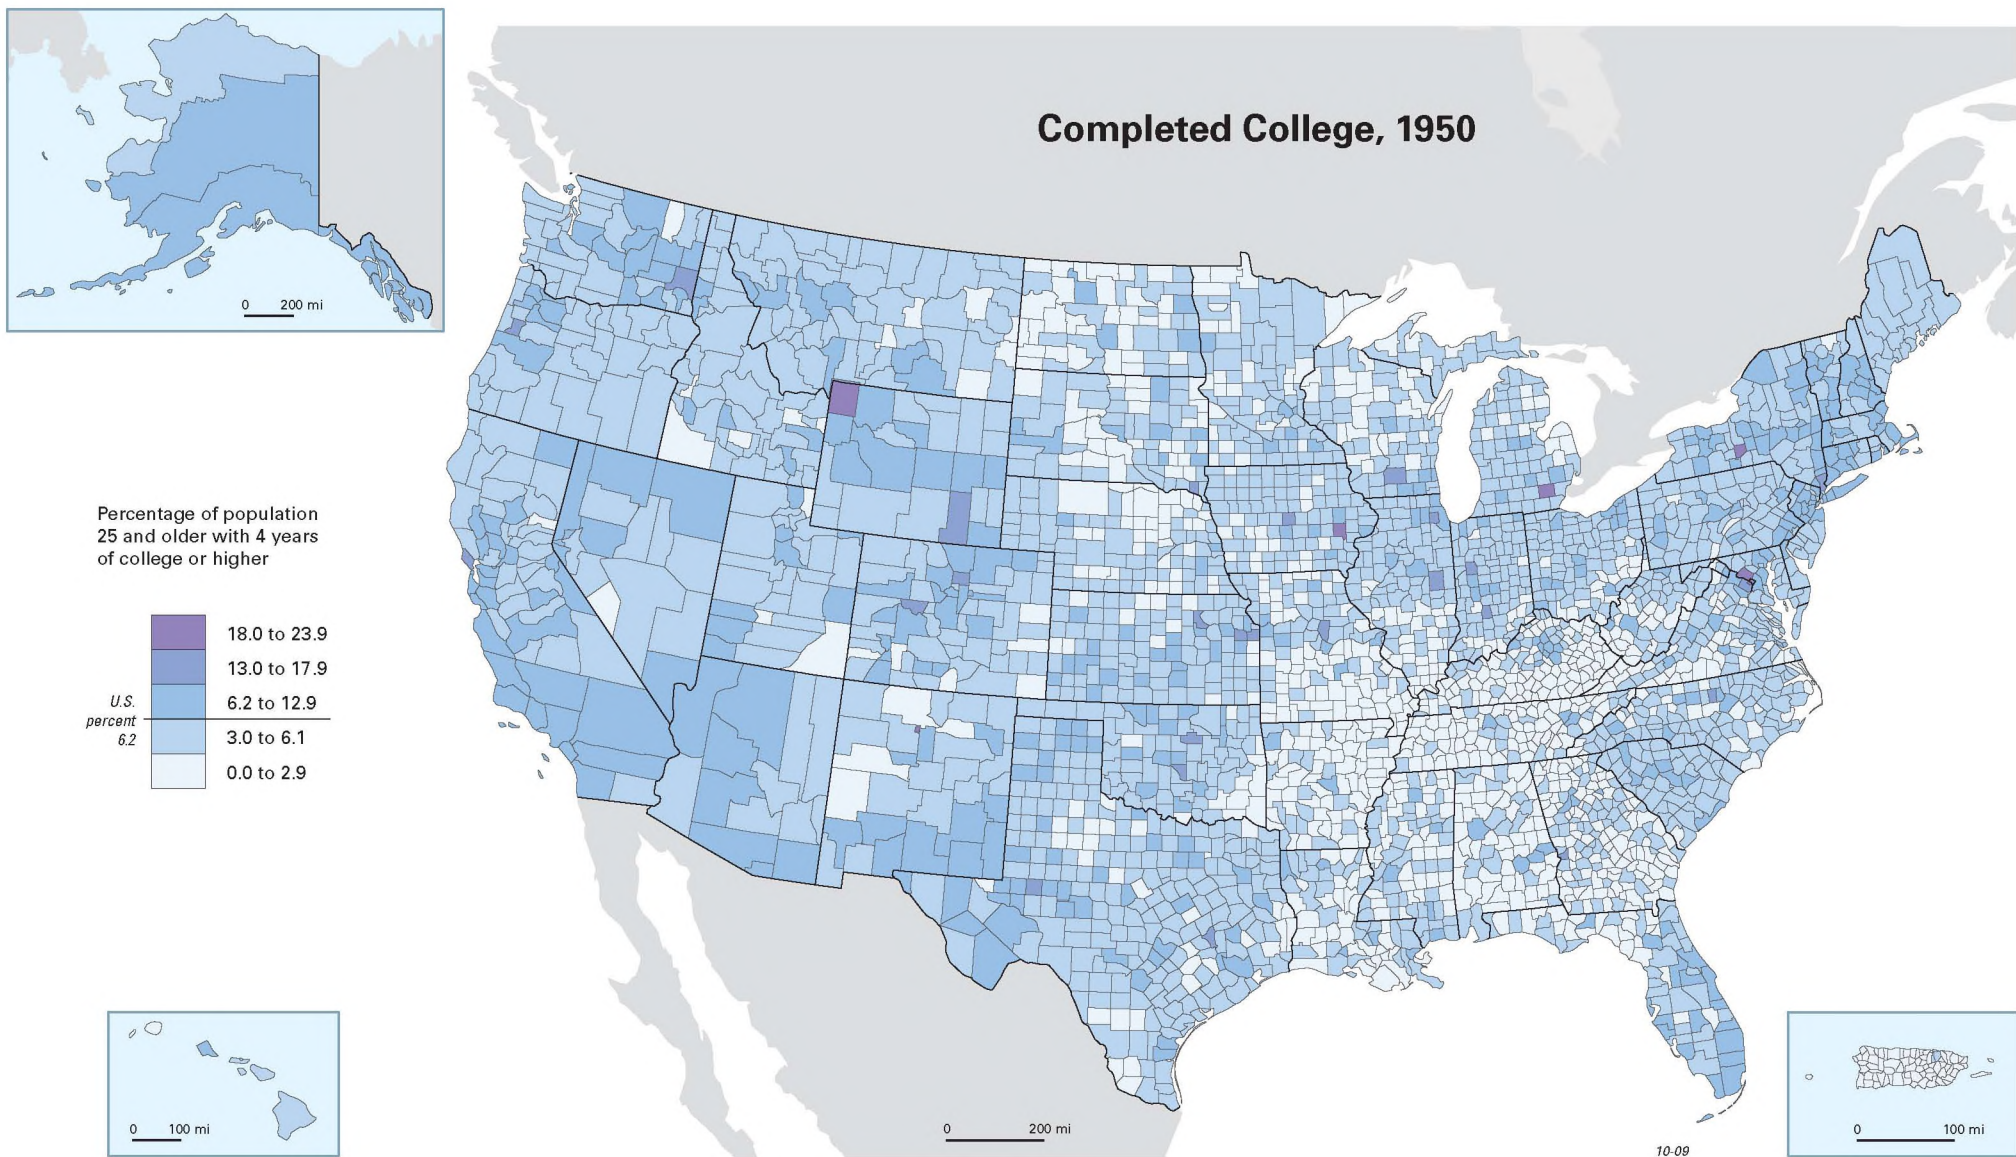 Completed College, 1950
0 200 mi
Percentage of population
25 and older with 4 years
of college or higher
18.0 to 23.9
13.0 to 17.9
6.2 to 12.9
3.0 to 6.1
0.0 to 2.9
U.S.
percent
6.2
0 100 mi
0 200 mi
0 100 mi
10-09